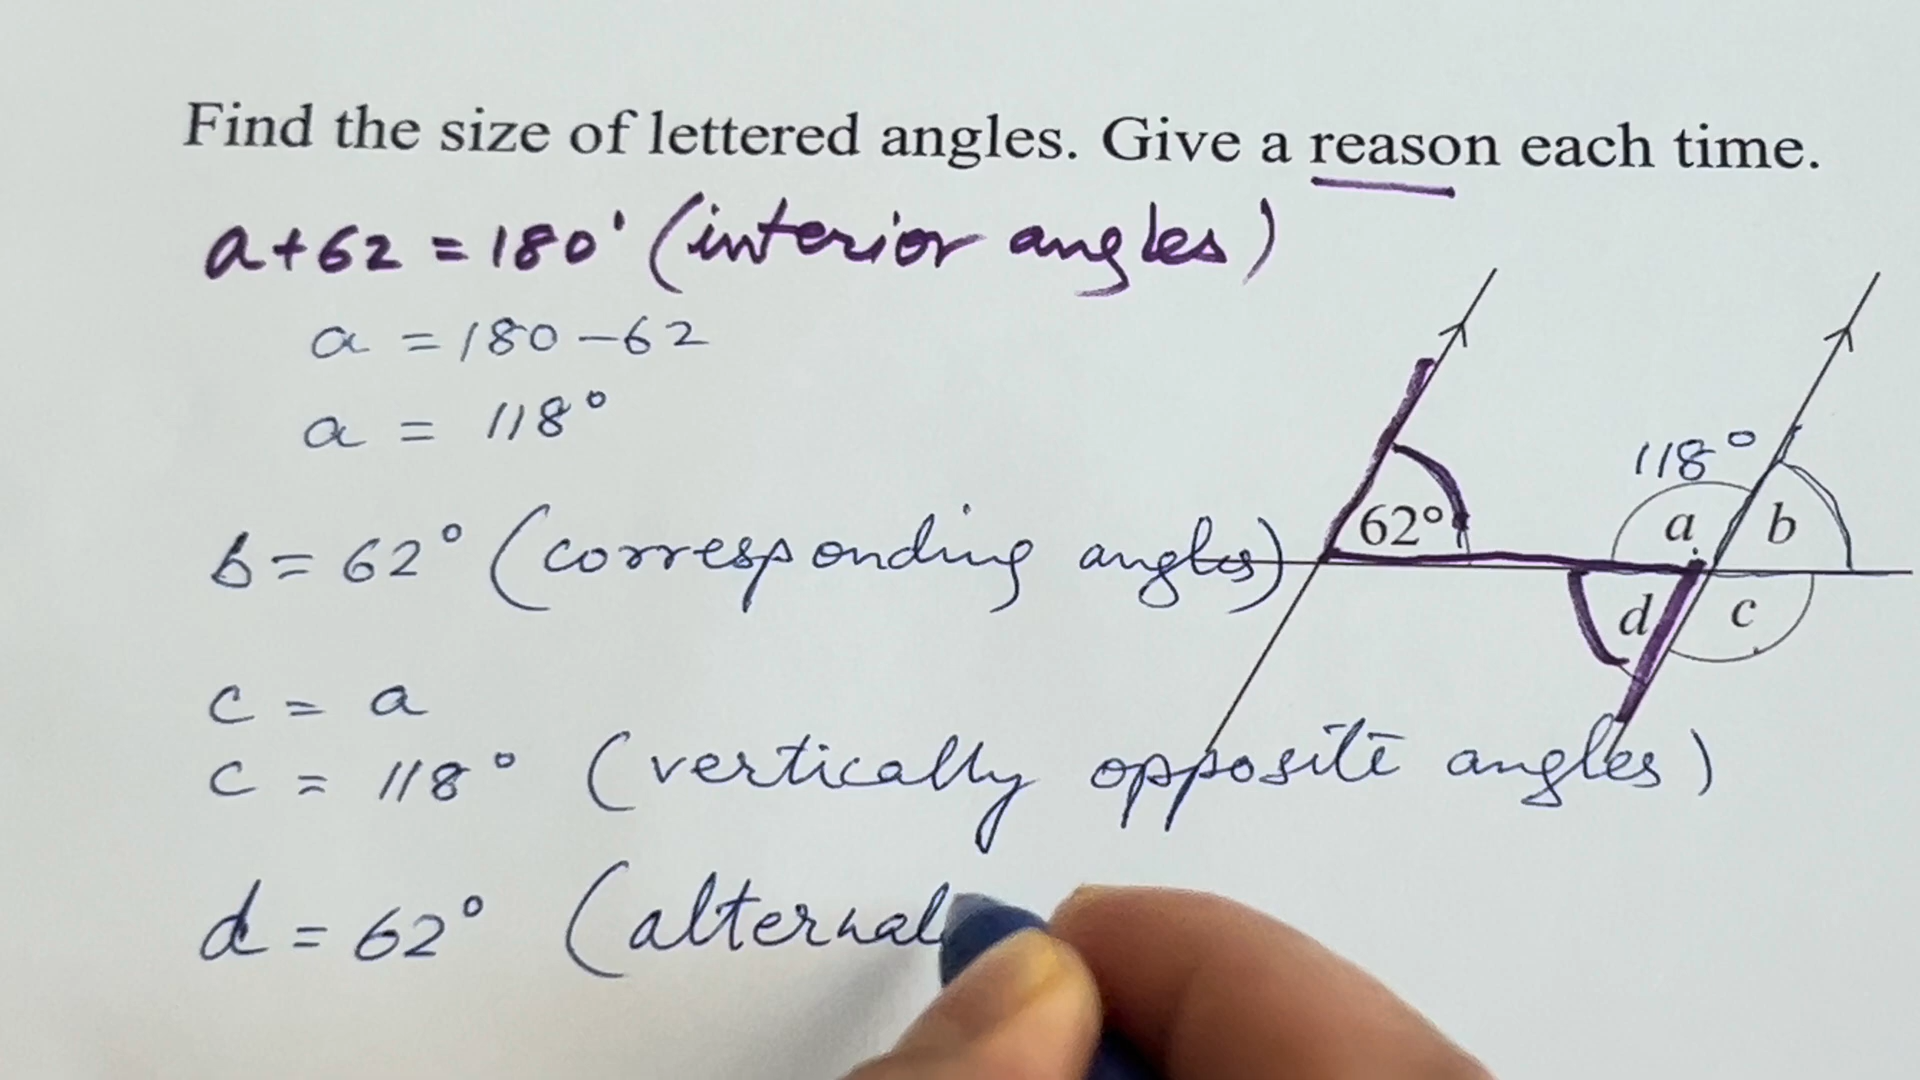 Find the size of lettered angles. Give a reason each time.
a+62 = 180° (interior angles)
a = 180 - 62
a = 118°
b = 62° (corresponding angles)
c = a
c = 118° (vertically opposite angles)
d = 62° (alternat
118°
62°
a
b
d
c